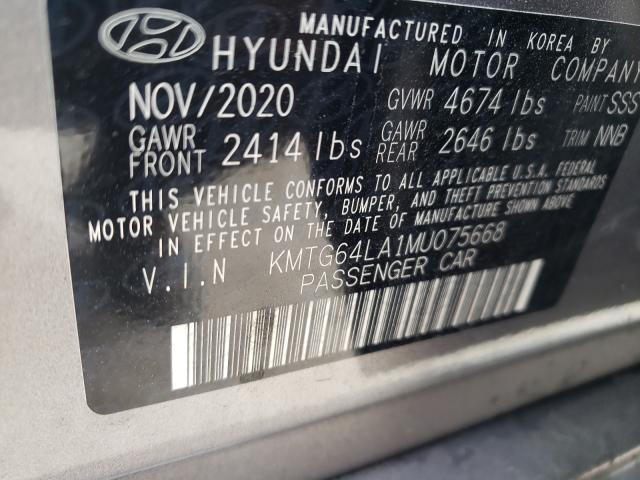 MANUFACTURED IN KOREA BY
HYUNDAI MOTOR COMPANY
NOV/2020 GVWR 4674 lbs PAINT SSS
GAWR FRONT 2414 lbs GAWR REAR 2646 lbs TRIM NNB
THIS VEHICLE CONFORMS TO ALL APPLICABLE U.S.A. FEDERAL
MOTOR VEHICLE SAFETY, BUMPER, AND THEFT PREVENTION STANDARDS
IN EFFECT ON THE DATE OF MANUFACTURE SHOWN ABOVE.
V.I.N KMTG64LA1MU075668
PASSENGER CAR